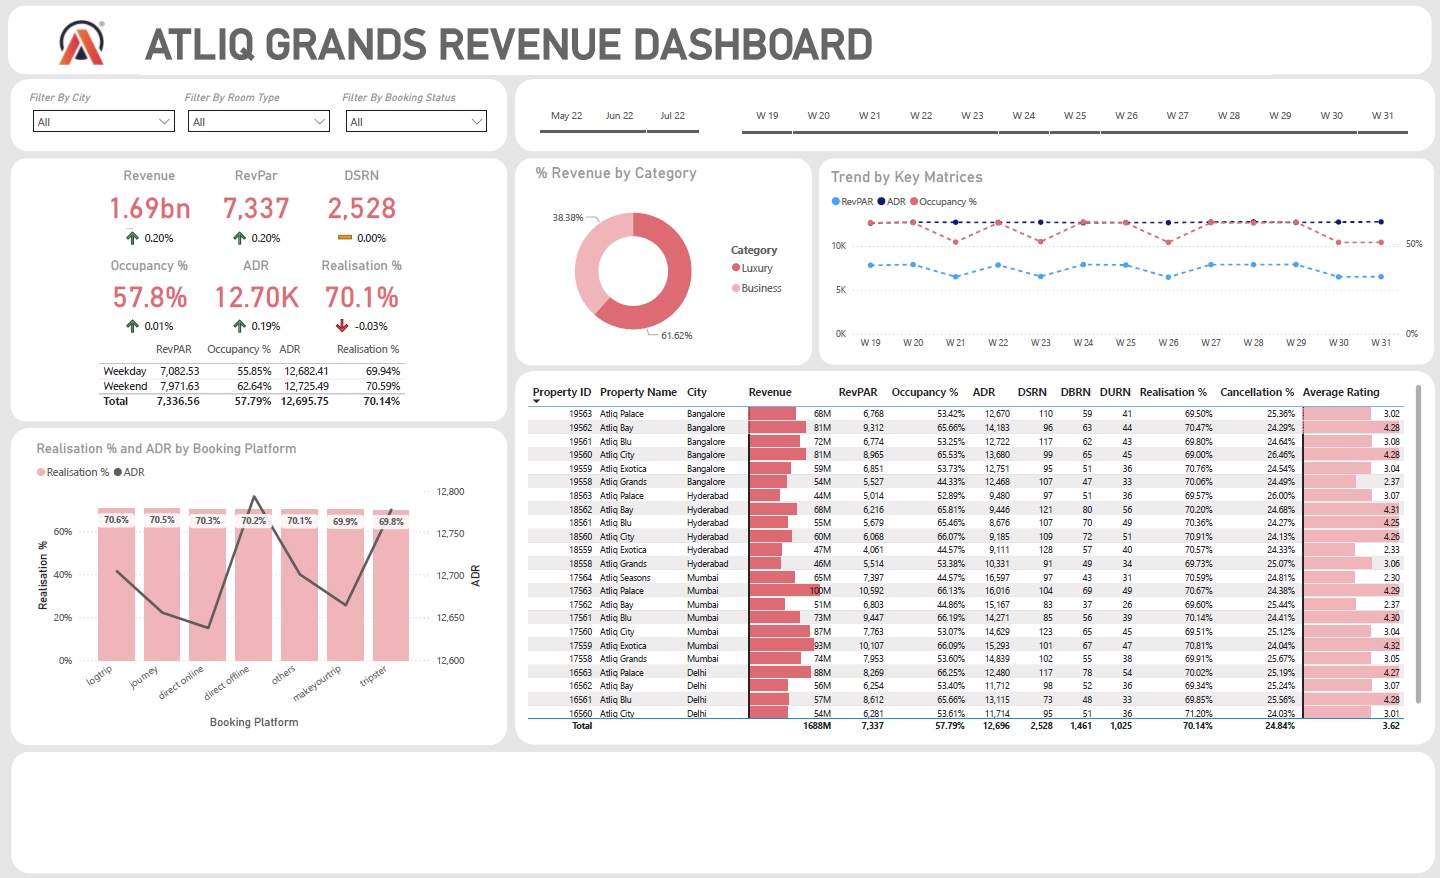 ATLIQ GRANDS REVENUE DASHBOARD
Filter By City
Filter By Room Type
Filter By Booking Status
All
All
All
May 22 Jun 22 Jul 22
W 19 W 20 W 21 W 22 W 23 W 24 W 25 W 26 W 27 W 28 W 29 W 30 W 31
Revenue RevPar DSRN
1.69bn 7,337 2,528
0.20% 0.20% 0.00%
Occupancy % ADR Realisation %
57.8% 12.70K 70.1%
0.01% 0.19% -0.03%
RevPAR Occupancy % ADR Realisation %
Weekday 7,082.53 55.85% 12,682.41 69.94%
Weekend 7,971.63 62.64% 12,725.49 70.59%
Total 7,336.56 57.79% 12,695.75 70.14%
% Revenue by Category
38.38%
61.62%
Category
Luxury
Business
Trend by Key Matrices
RevPAR ADR Occupancy %
10K
5K
0K
50%
0%
W 19 W 20 W 21 W 22 W 23 W 24 W 25 W 26 W 27 W 28 W 29 W 30 W 31
Realisation % and ADR by Booking Platform
Realisation % ADR
Realisation %
60%
40%
20%
0%
70.6% 70.5% 70.3% 70.2% 70.1% 69.9% 69.8%
12,800
12,750
12,700
12,650
12,600
ADR
logtrip journey direct online direct offline others makeyourtrip tripster
Booking Platform
Property ID Property Name City Revenue RevPAR Occupancy % ADR DSRN DBRN DURN Realisation % Cancellation % Average Rating
19563 Atliq Palace Bangalore 68M 6,768 53.42% 12,670 110 59 41 69.50% 25.36% 3.02
19562 Atliq Bay Bangalore 81M 9,312 65.66% 14,183 96 63 44 70.47% 24.29% 4.28
19561 Atliq Blu Bangalore 72M 6,774 53.25% 12,722 117 62 43 69.80% 24.64% 3.08
19560 Atliq City Bangalore 81M 8,965 65.53% 13,680 99 65 45 69.00% 26.46% 4.28
19559 Atliq Exotica Bangalore 59M 6,851 53.73% 12,751 95 51 36 70.76% 24.54% 3.04
19558 Atliq Grands Bangalore 54M 5,527 44.33% 12,468 107 47 33 70.06% 24.49% 2.37
18563 Atliq Palace Hyderabad 44M 5,014 52.89% 9,480 97 51 36 69.57% 26.00% 3.07
18562 Atliq Bay Hyderabad 68M 6,216 65.81% 9,446 121 80 56 70.20% 24.68% 4.31
18561 Atliq Blu Hyderabad 55M 5,679 65.46% 8,676 107 70 49 70.36% 24.27% 4.25
18560 Atliq City Hyderabad 60M 6,068 66.07% 9,185 109 72 51 70.91% 24.13% 4.26
18559 Atliq Exotica Hyderabad 47M 4,061 44.57% 9,111 128 57 40 70.57% 24.33% 2.33
18558 Atliq Grands Hyderabad 46M 5,514 53.38% 10,331 91 49 34 69.73% 25.07% 3.06
17564 Atliq Seasons Mumbai 65M 7,397 44.57% 16,597 97 43 31 70.59% 24.81% 2.30
17563 Atliq Palace Mumbai 100M 10,592 66.13% 16,016 104 69 49 70.67% 24.38% 4.29
17562 Atliq Bay Mumbai 51M 6,803 44.86% 15,167 83 37 26 69.60% 25.44% 2.37
17561 Atliq Blu Mumbai 73M 9,447 66.19% 14,271 85 56 39 70.14% 24.41% 4.30
17560 Atliq City Mumbai 87M 7,763 53.07% 14,629 123 65 45 69.51% 25.12% 3.04
17559 Atliq Exotica Mumbai 93M 10,107 66.09% 15,293 101 67 47 70.81% 24.04% 4.32
17558 Atliq Grands Mumbai 74M 7,953 53.60% 14,839 102 55 38 69.91% 25.67% 3.05
16563 Atliq Palace Delhi 88M 8,269 66.25% 12,480 117 78 54 70.02% 25.19% 4.27
16562 Atliq Bay Delhi 56M 6,254 53.40% 11,712 98 52 36 69.34% 25.24% 3.07
16561 Atliq Blu Delhi 57M 8,612 65.66% 13,115 73 48 33 69.85% 25.56% 4.28
16560 Atliq City Delhi 54M 6,281 53.61% 11,714 95 51 36 71.20% 24.03% 3.01
Total 1688M 7,337 57.79% 12,696 2,528 1,461 1,025 70.14% 24.84% 3.62